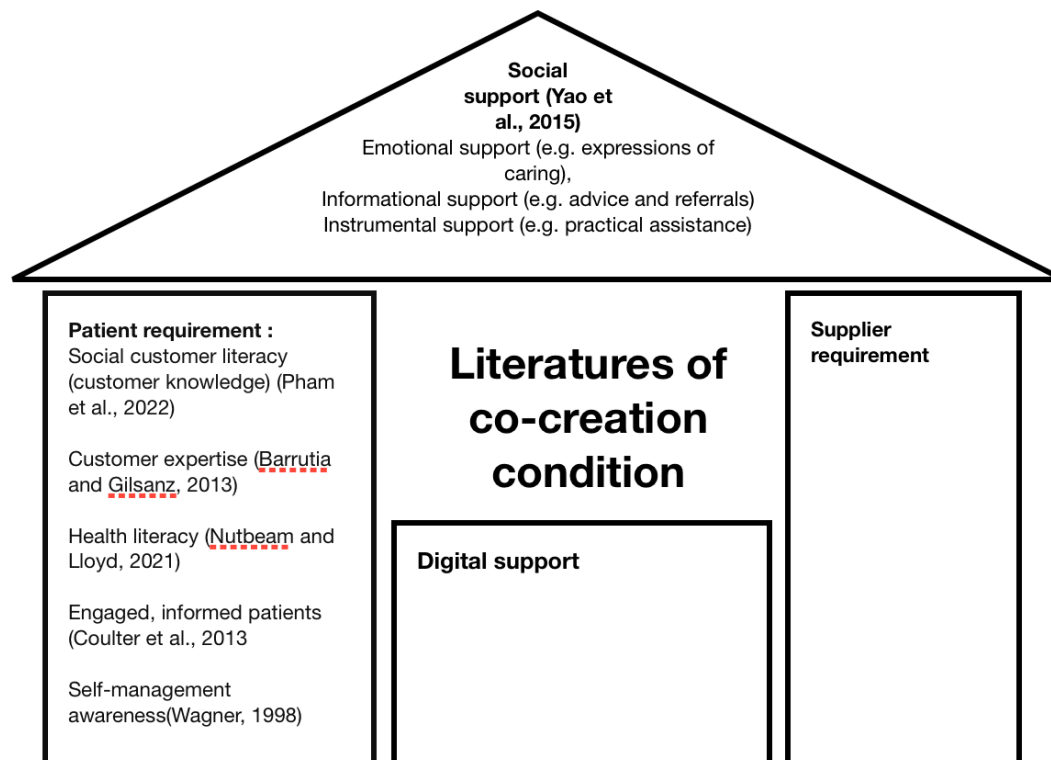 Social
support (Yao et
al., 2015)
Emotional support (e.g. expressions of
caring),
Informational support (e.g. advice and referrals)
Instrumental support (e.g. practical assistance)
Patient requirement :
Social customer literacy
(customer knowledge) (Pham
et al., 2022)
Customer expertise (Barrutia
and Gilsanz, 2013)
Health literacy (Nutbeam and
Lloyd, 2021)
Engaged, informed patients
(Coulter et al., 2013
Self-management
awareness(Wagner, 1998)
Literatures of
co-creation
condition
Digital support
Supplier
requirement